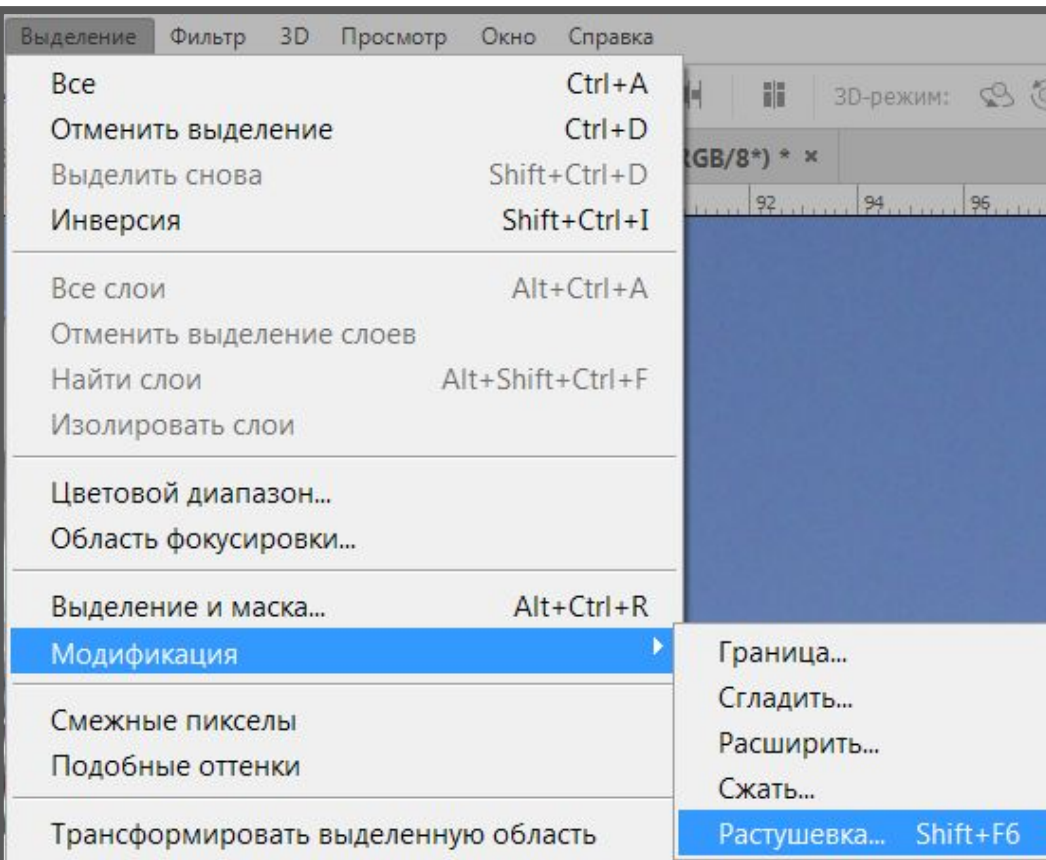 Выделение Фильтр 3D Просмотр Окно Справка
3D-режим:
RGB/8*) * ×
92 94 96
Все Ctrl+A
Отменить выделение Ctrl+D
Выделить снова Shift+Ctrl+D
Инверсия Shift+Ctrl+I
Все слои Alt+Ctrl+A
Отменить выделение слоев
Найти слои Alt+Shift+Ctrl+F
Изолировать слои
Цветовой диапазон...
Область фокусировки...
Выделение и маска... Alt+Ctrl+R
Модификация
Смежные пикселы
Подобные оттенки
Трансформировать выделенную область
Граница...
Сгладить...
Расширить...
Сжать...
Растушевка... Shift+F6